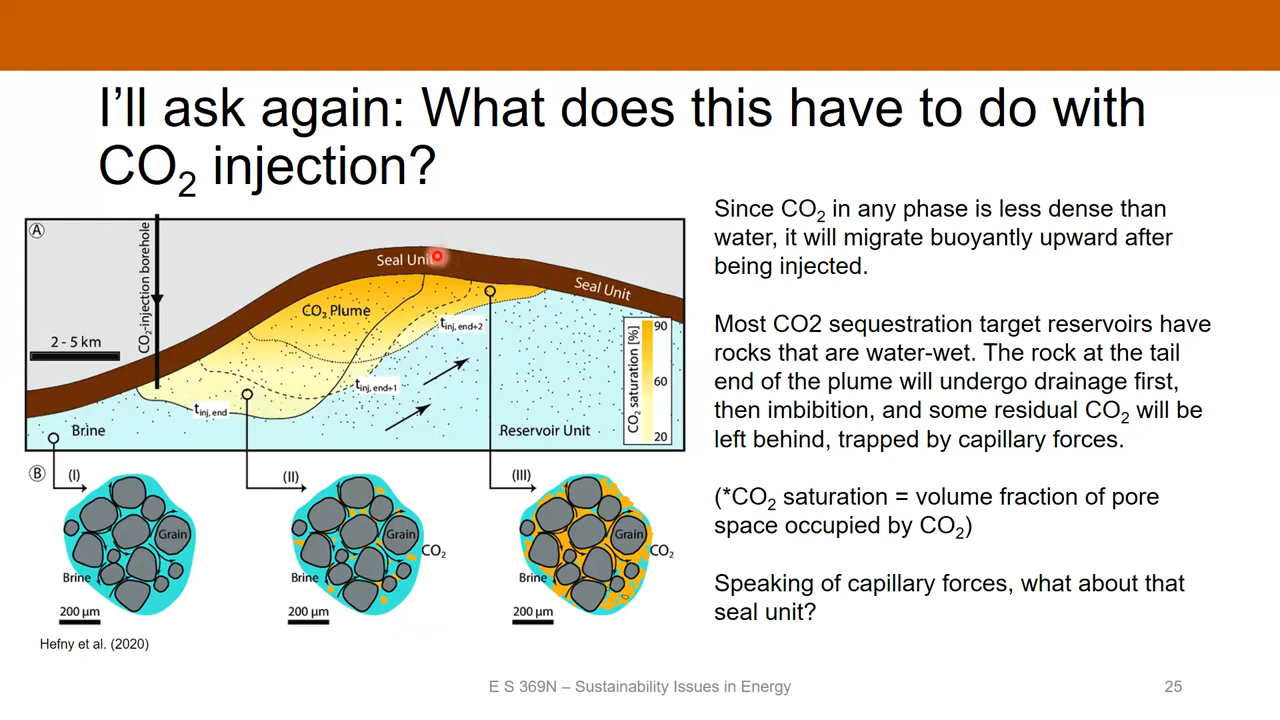 I'll ask again: What does this have to do with
CO₂ injection?
A
CO₂-injection borehole
Seal Unit
Seal Unit
CO₂ Plume
2 - 5 km
tinj,end+2
tinj,end+1
tinj,end
Brine
Reservoir Unit
CO₂ saturation [%]
90
60
20
B
(I)
(II)
(III)
Grain
Grain
Grain
CO₂
CO₂
Brine
Brine
Brine
200 µm
200 µm
200 µm
Hefny et al. (2020)
Since CO₂ in any phase is less dense than
water, it will migrate buoyantly upward after
being injected.
Most CO2 sequestration target reservoirs have
rocks that are water-wet. The rock at the tail
end of the plume will undergo drainage first,
then imbibition, and some residual CO₂ will be
left behind, trapped by capillary forces.
(*CO₂ saturation = volume fraction of pore
space occupied by CO₂)
Speaking of capillary forces, what about that
seal unit?
E S 369N – Sustainability Issues in Energy
25